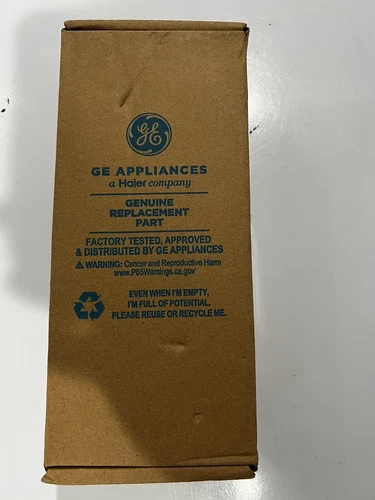 GE
GE APPLIANCES
a Haier company
GENUINE
REPLACEMENT
PART
FACTORY TESTED, APPROVED
& DISTRIBUTED BY GE APPLIANCES
⚠ WARNING: Cancer and Reproductive Harm
www.P65Warnings.ca.gov
EVEN WHEN I'M EMPTY,
I'M FULL OF POTENTIAL.
PLEASE REUSE OR RECYCLE ME.